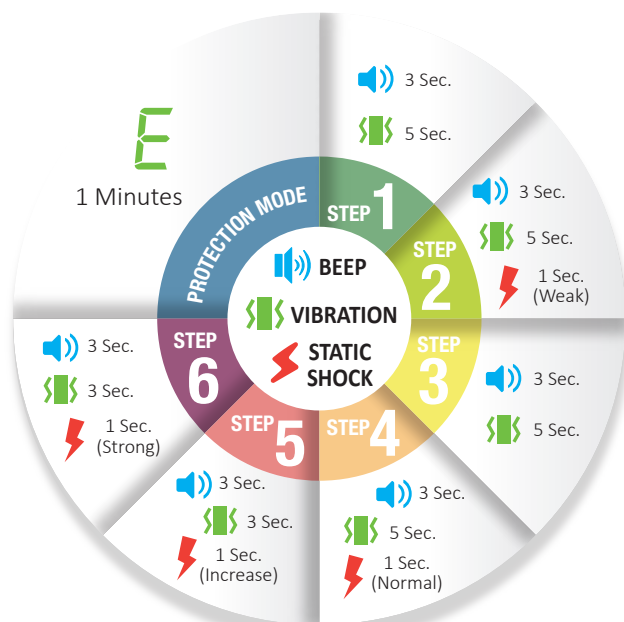 E
1 Minutes
PROTECTION MODE
3 Sec.
5 Sec.
STEP 1
3 Sec.
5 Sec.
1 Sec.
(Weak)
STEP 2
3 Sec.
5 Sec.
STEP 3
3 Sec.
5 Sec.
1 Sec.
(Normal)
STEP 4
3 Sec.
3 Sec.
1 Sec.
(Increase)
STEP 5
3 Sec.
3 Sec.
1 Sec.
(Strong)
STEP 6
BEEP
VIBRATION
STATIC
SHOCK